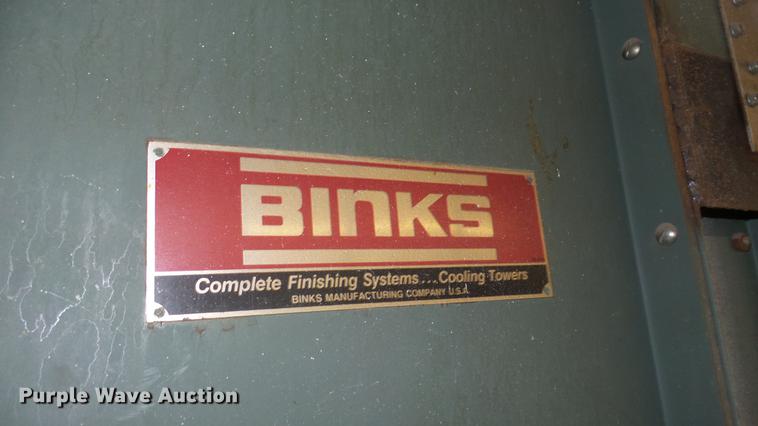 BINKS
Complete Finishing Systems...Cooling Towers
BINKS MANUFACTURING COMPANY U.S.A.
Purple Wave Auction